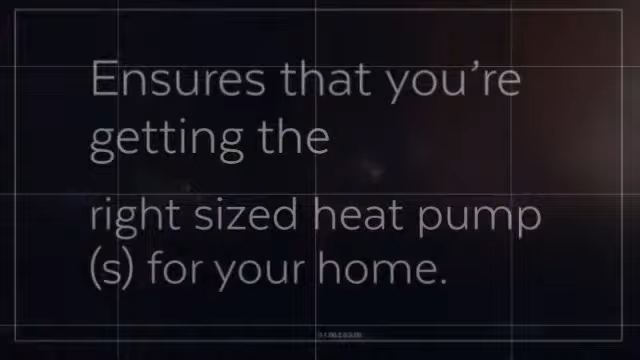 Ensures that you’re
getting the
right sized heat pump
(s) for your home.